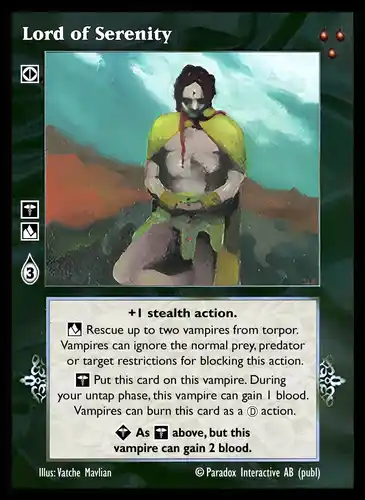 Lord of Serenity
3
+1 stealth action.
Rescue up to two vampires from torpor.
Vampires can ignore the normal prey, predator
or target restrictions for blocking this action.
Put this card on this vampire. During
your untap phase, this vampire can gain 1 blood.
Vampires can burn this card as a Ⓓ action.
As above, but this
vampire can gain 2 blood.
Illus: Vatche Mavlian © Paradox Interactive AB (publ)